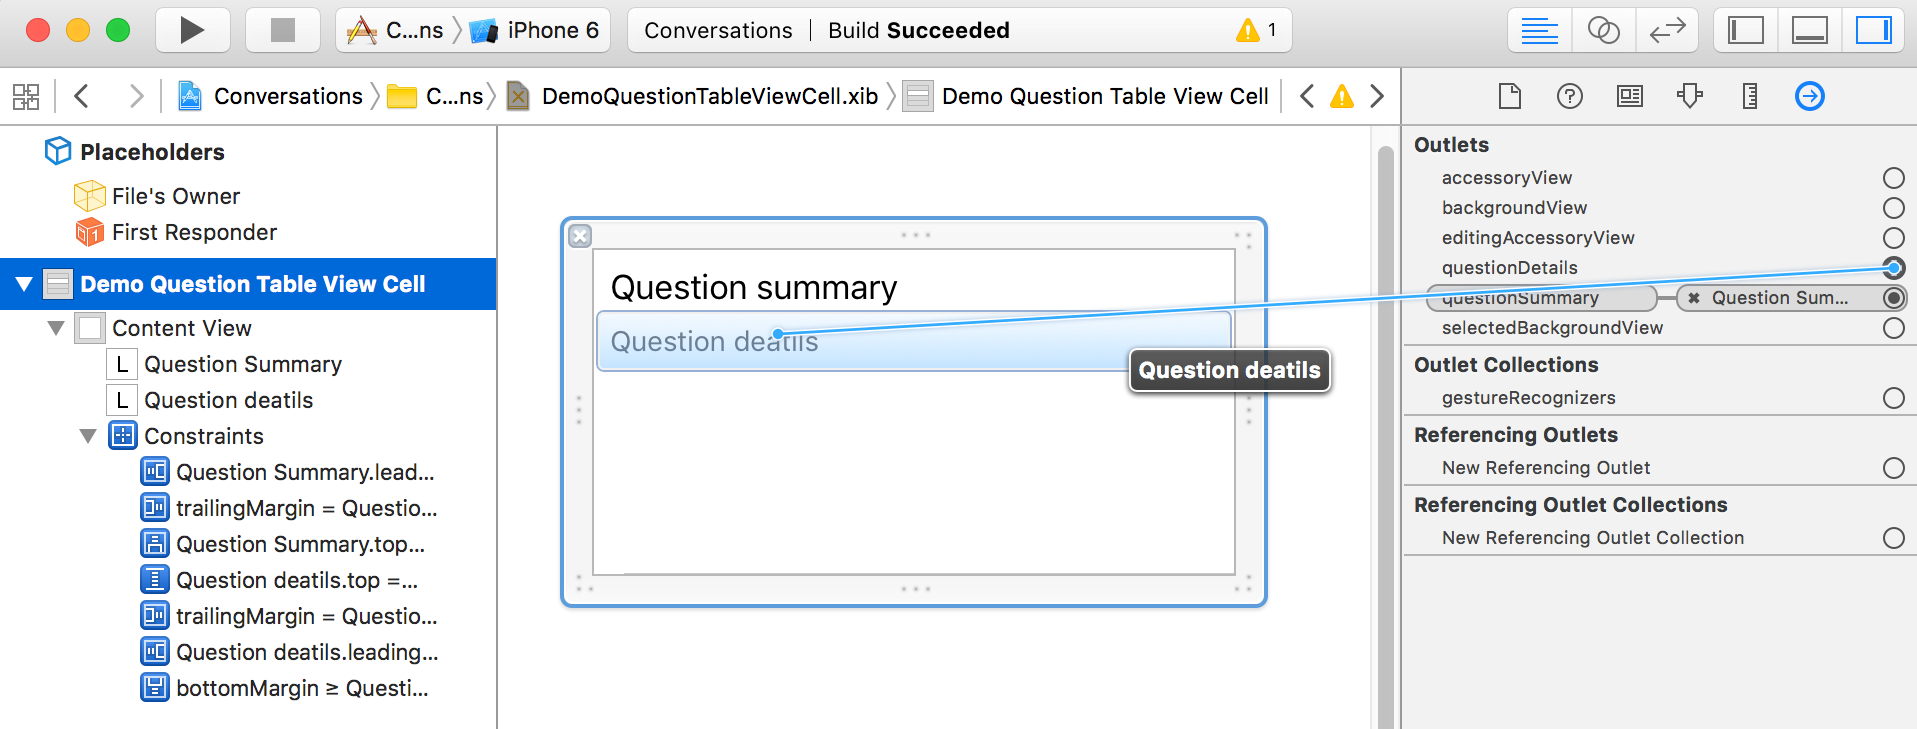 C...ns
iPhone 6
Conversations | Build Succeeded
1
Conversations
C...ns
DemoQuestionTableViewCell.xib
Demo Question Table View Cell
Placeholders
File's Owner
First Responder
1
Demo Question Table View Cell
Content View
L Question Summary
L Question deatils
Constraints
Question Summary.lead...
trailingMargin = Questio...
Question Summary.top...
Question deatils.top =...
trailingMargin = Questio...
Question deatils.leading...
bottomMargin ≥ Questi...
Question summary
Question deatils
Question deatils
Outlets
accessoryView
backgroundView
editingAccessoryView
questionDetails
questionSummary
Question Sum...
selectedBackgroundView
Outlet Collections
gestureRecognizers
Referencing Outlets
New Referencing Outlet
Referencing Outlet Collections
New Referencing Outlet Collection